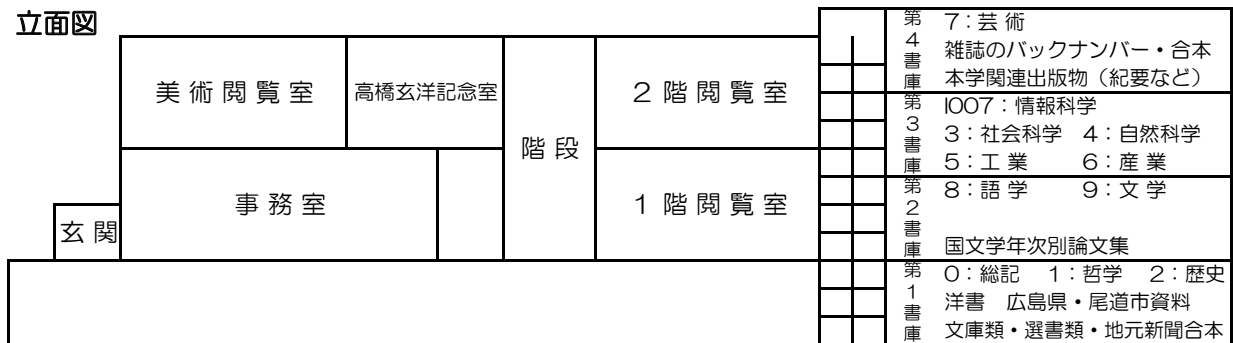 立面図
美術閲覧室
高橋玄洋記念室
階段
2階閲覧室
事務室
1階閲覧室
玄関
第4書庫
7：芸術
雑誌のバックナンバー・合本
本学関連出版物（紀要など）
第3書庫
I007：情報科学
3：社会科学 4：自然科学
5：工業 6：産業
第2書庫
8：語学 9：文学
国文学年次別論文集
第1書庫
0：総記 1：哲学 2：歴史
洋書 広島県・尾道市資料
文庫類・選書類・地元新聞合本